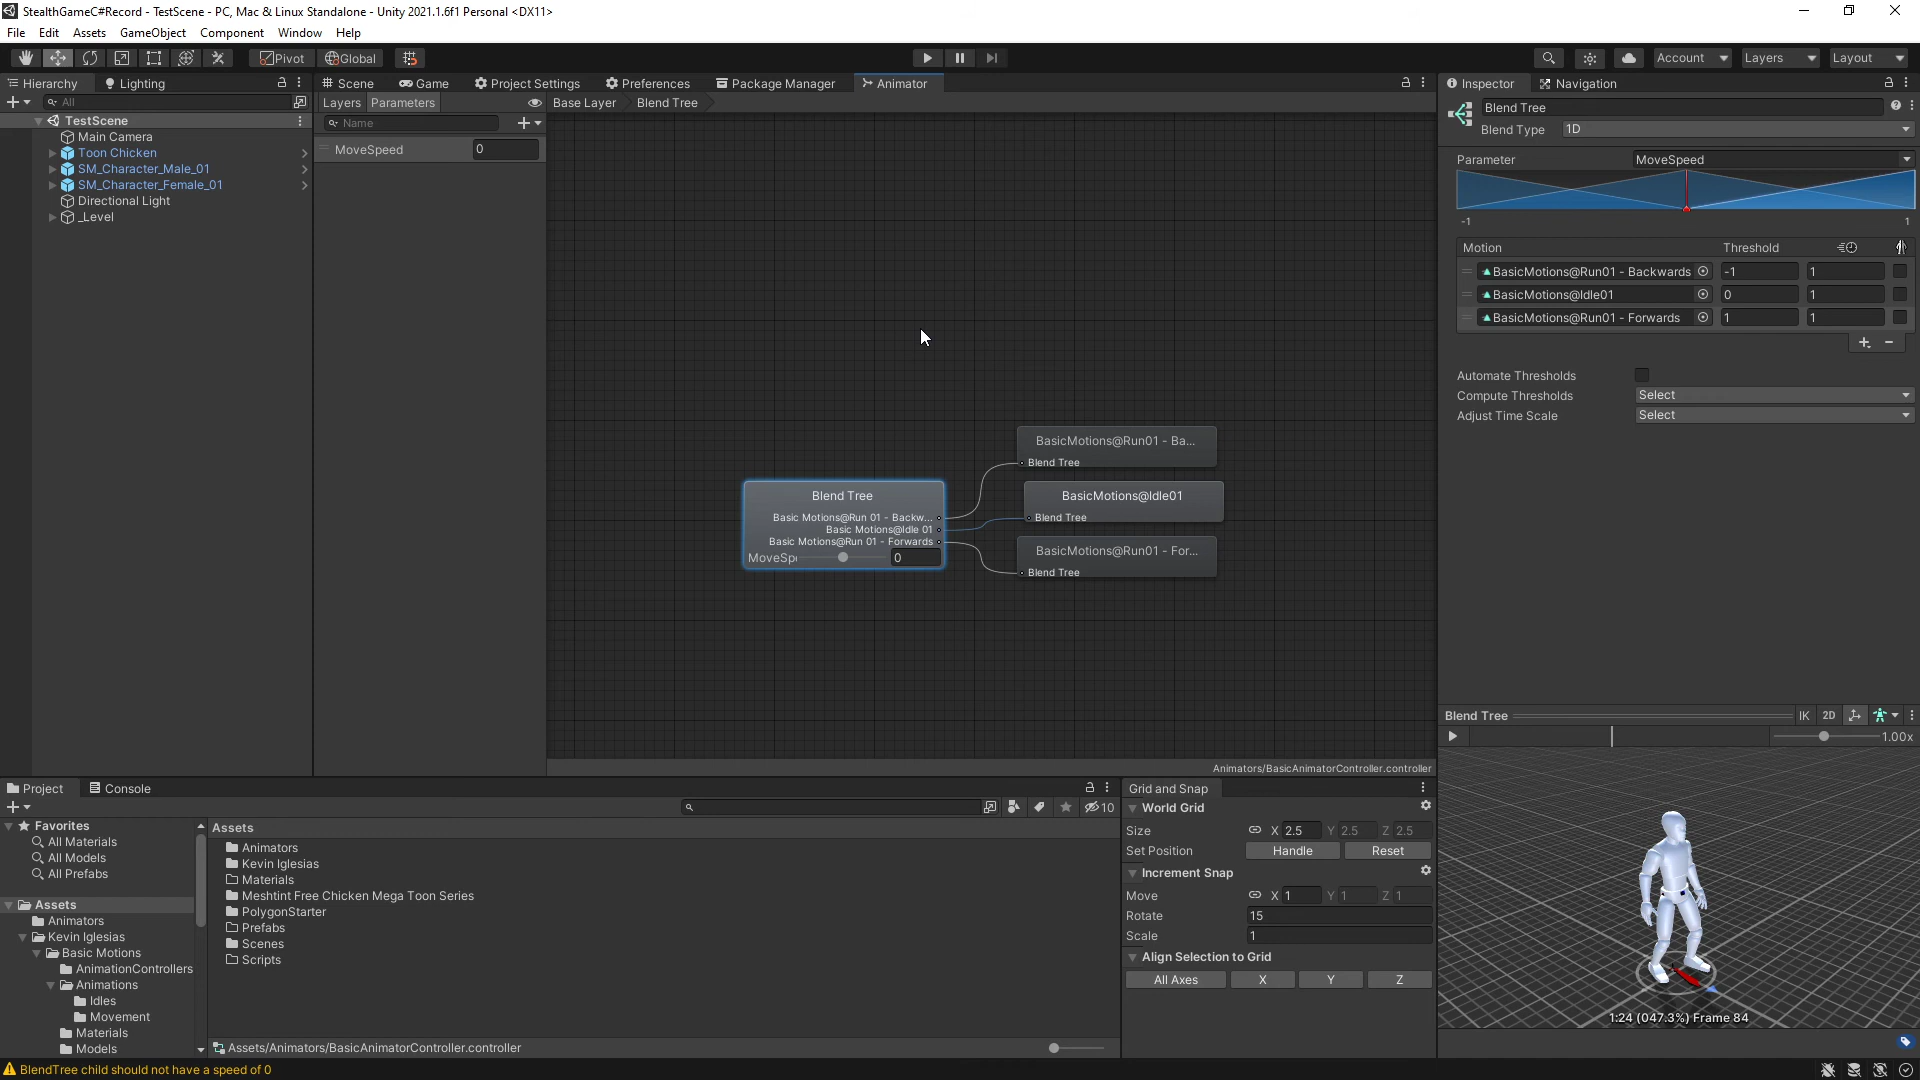 StealthGameC#Record - TestScene - PC, Mac & Linux Standalone - Unity 2021.1.6f1 Personal <DX11>
File Edit Assets GameObject Component Window Help
Pivot Global Account Layers Layout
Hierarchy Lighting
All
TestScene
Main Camera
Toon Chicken
SM_Character_Male_01
SM_Character_Female_01
Directional Light
_Level
Scene Game Project Settings Preferences Package Manager Animator
Layers Parameters Base Layer Blend Tree
Name
MoveSpeed 0
Blend Tree
Basic Motions@Run 01 - Backw...
Basic Motions@Idle 01
Basic Motions@Run 01 - Forwards
MoveSp 0
BasicMotions@Run01 - Ba...
Blend Tree
BasicMotions@Idle01
Blend Tree
BasicMotions@Run01 - For...
Blend Tree
Animators/BasicAnimatorController.controller
Inspector Navigation
Blend Tree
Blend Type 1D
Parameter MoveSpeed
-1 1
Motion Threshold
BasicMotions@Run01 - Backwards -1 1
BasicMotions@Idle01 0 1
BasicMotions@Run01 - Forwards 1 1
Automate Thresholds
Compute Thresholds Select
Adjust Time Scale Select
Blend Tree IK 2D
1.00x
1:24 (047.3%) Frame 84
Project Console
10
Favorites
All Materials
All Models
All Prefabs
Assets
Animators
Kevin Iglesias
Basic Motions
AnimationControllers
Animations
Idles
Movement
Materials
Models
Assets
Animators
Kevin Iglesias
Materials
Meshtint Free Chicken Mega Toon Series
PolygonStarter
Prefabs
Scenes
Scripts
Assets/Animators/BasicAnimatorController.controller
Grid and Snap
World Grid
Size X 2.5 Y 2.5 Z 2.5
Set Position Handle Reset
Increment Snap
Move X 1 Y 1 Z 1
Rotate 15
Scale 1
Align Selection to Grid
All Axes X Y Z
BlendTree child should not have a speed of 0